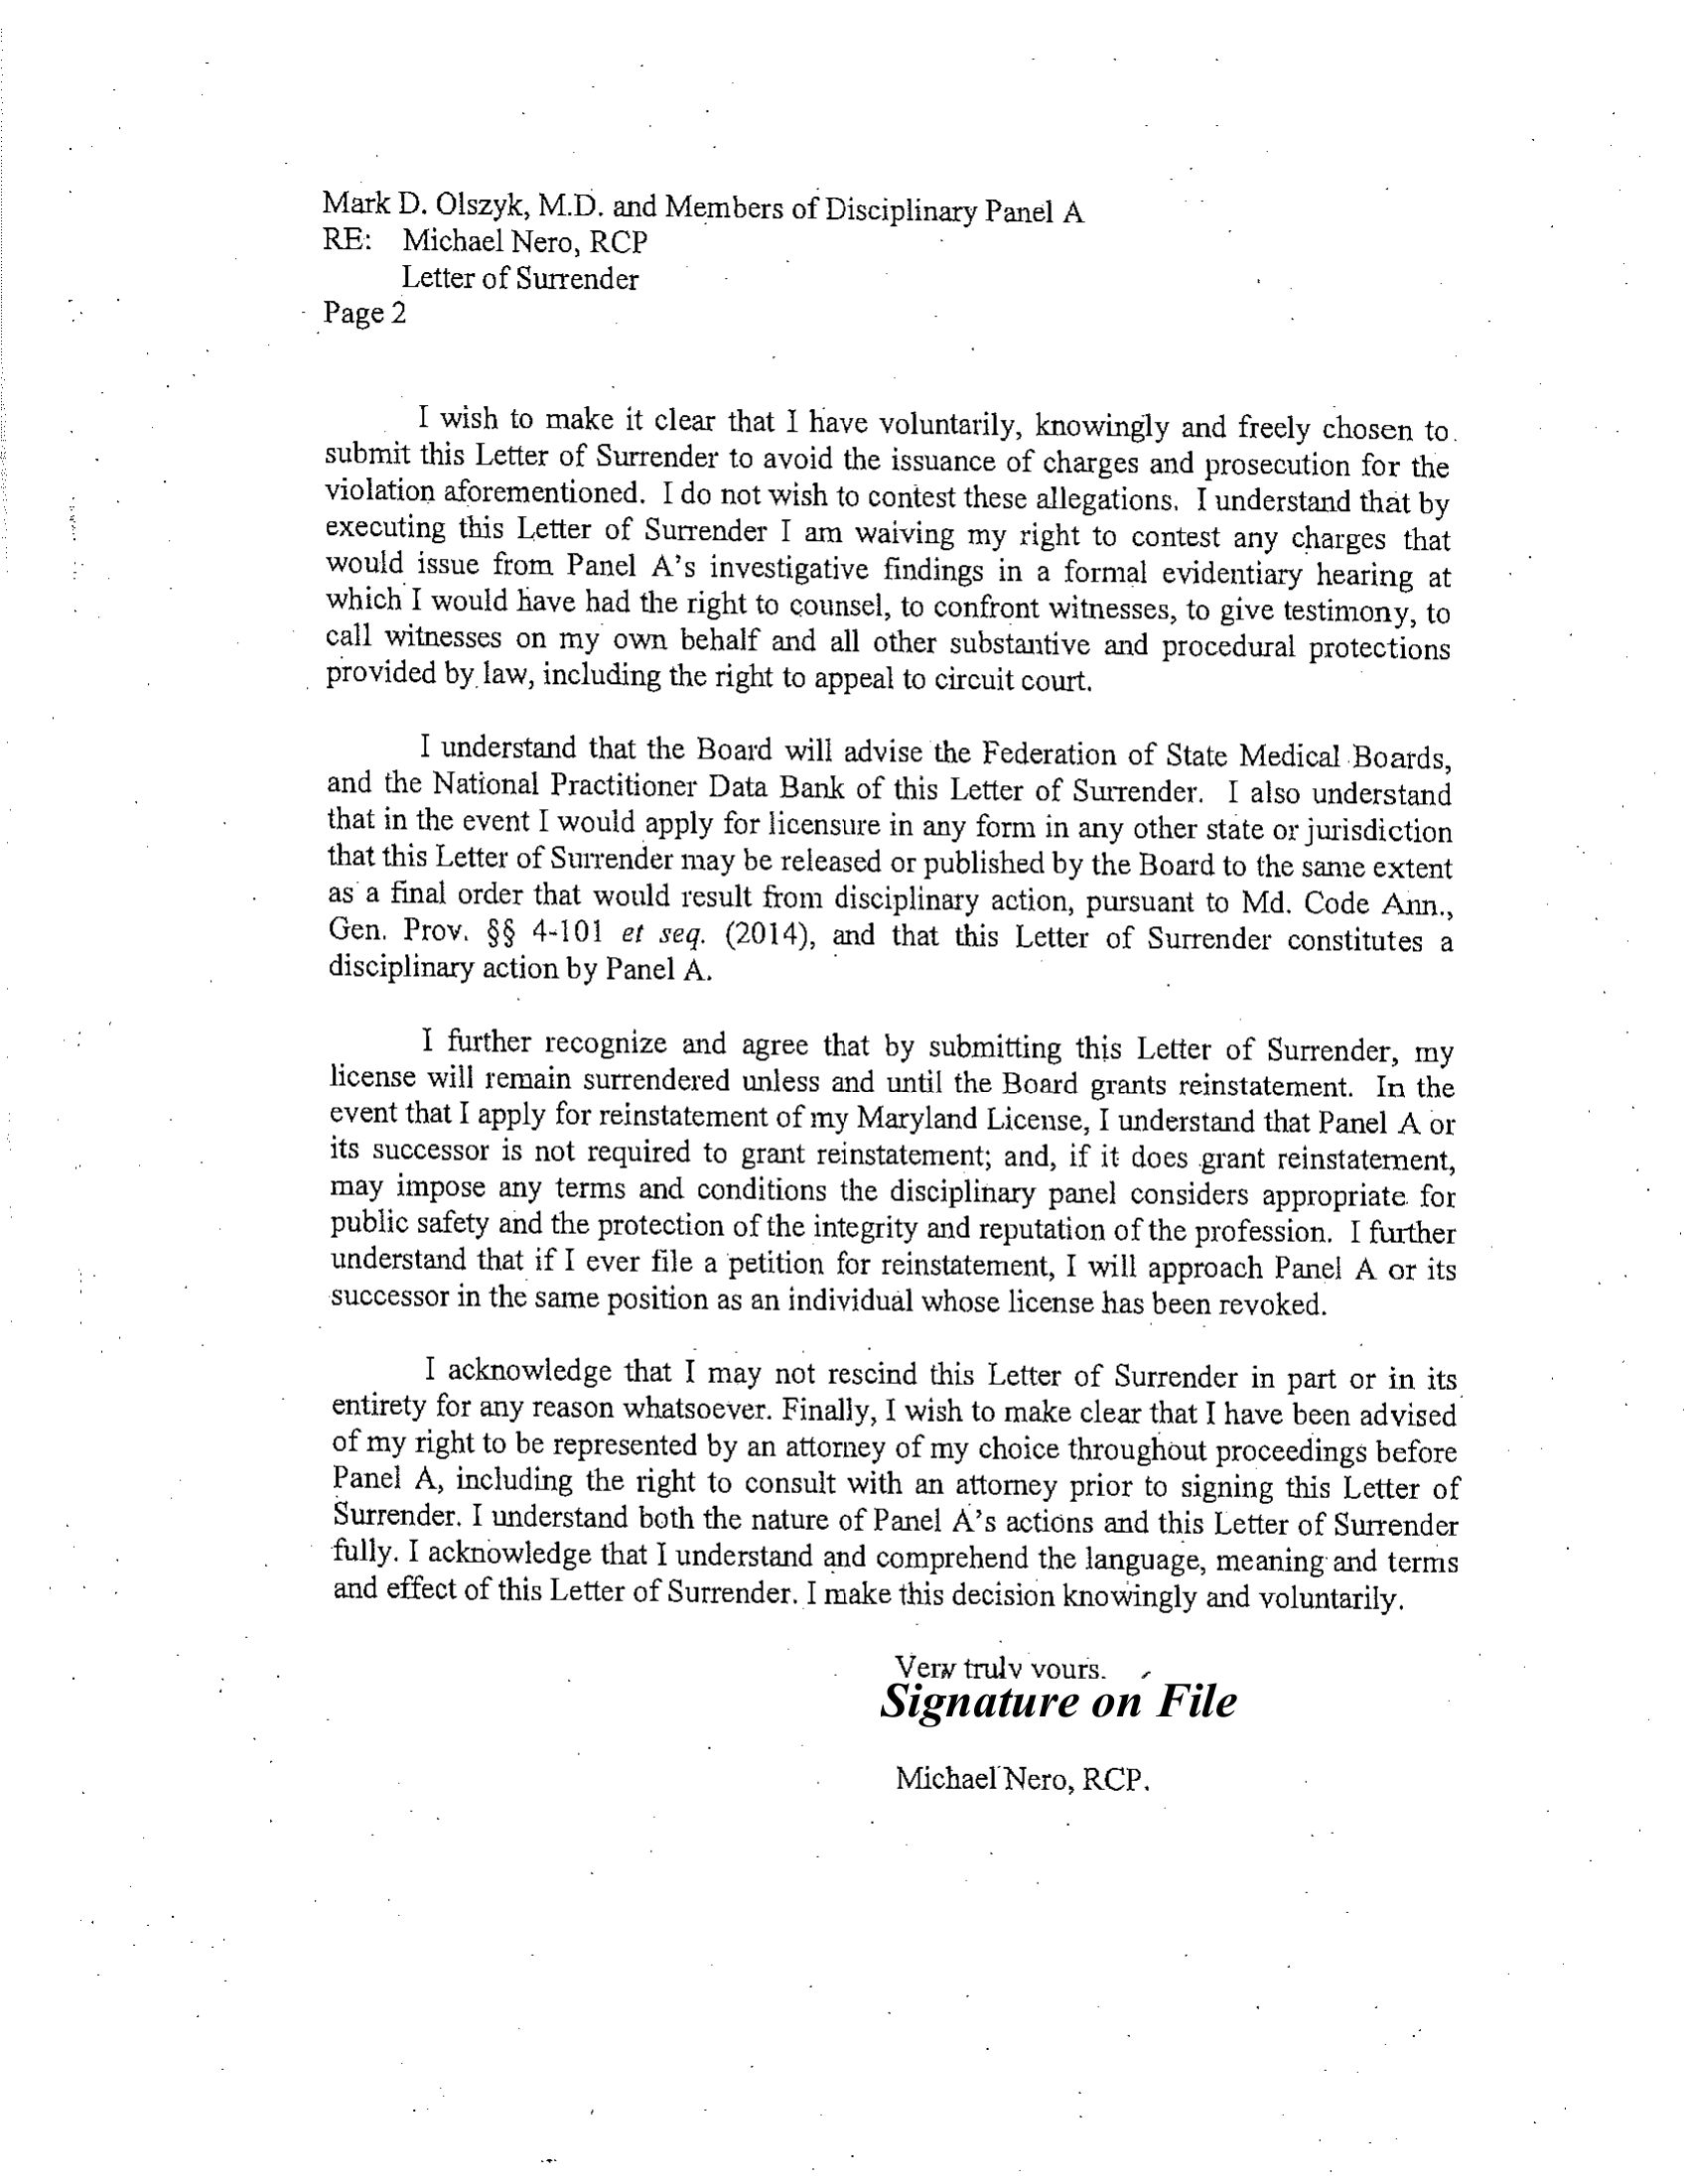 Mark D. Olszyk, M.D. and Members of Disciplinary Panel A
RE: Michael Nero, RCP
Letter of Surrender
Page 2
I wish to make it clear that I have voluntarily, knowingly and freely chosen to
submit this Letter of Surrender to avoid the issuance of charges and prosecution for the
violation aforementioned. I do not wish to contest these allegations. I understand that by
executing this Letter of Surrender I am waiving my right to contest any charges that
would issue from Panel A's investigative findings in a formal evidentiary hearing at
which I would have had the right to counsel, to confront witnesses, to give testimony, to
call witnesses on my own behalf and all other substantive and procedural protections
provided by law, including the right to appeal to circuit court.
I understand that the Board will advise the Federation of State Medical Boards,
and the National Practitioner Data Bank of this Letter of Surrender. I also understand
that in the event I would apply for licensure in any form in any other state or jurisdiction
that this Letter of Surrender may be released or published by the Board to the same extent
as a final order that would result from disciplinary action, pursuant to Md. Code Ann.,
Gen. Prov. §§ 4-101 et seq. (2014), and that this Letter of Surrender constitutes a
disciplinary action by Panel A.
I further recognize and agree that by submitting this Letter of Surrender, my
license will remain surrendered unless and until the Board grants reinstatement. In the
event that I apply for reinstatement of my Maryland License, I understand that Panel A or
its successor is not required to grant reinstatement; and, if it does grant reinstatement,
may impose any terms and conditions the disciplinary panel considers appropriate for
public safety and the protection of the integrity and reputation of the profession. I further
understand that if I ever file a petition for reinstatement, I will approach Panel A or its
successor in the same position as an individual whose license has been revoked.
I acknowledge that I may not rescind this Letter of Surrender in part or in its
entirety for any reason whatsoever. Finally, I wish to make clear that I have been advised
of my right to be represented by an attorney of my choice throughout proceedings before
Panel A, including the right to consult with an attorney prior to signing this Letter of
Surrender. I understand both the nature of Panel A's actions and this Letter of Surrender
fully. I acknowledge that I understand and comprehend the language, meaning and terms
and effect of this Letter of Surrender. I make this decision knowingly and voluntarily.
Very truly yours,
Signature on File
Michael Nero, RCP.